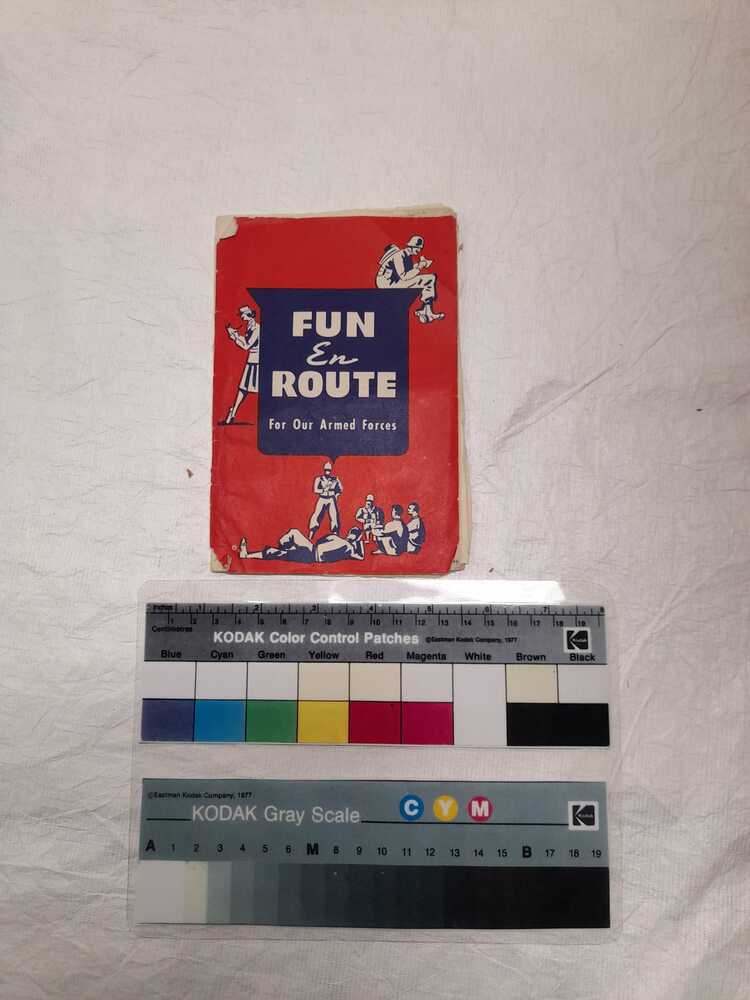 FUN
En
ROUTE
For Our Armed Forces
Inches 1 2 3 4 5 6 7 8
Centimetres 1 2 3 4 5 6 7 8 9 10 11 12 13 14 15 16 17 18 19
KODAK Color Control Patches ©Eastman Kodak Company, 1977 Kodak
Blue Cyan Green Yellow Red Magenta White Brown Black
©Eastman Kodak Company, 1977
KODAK Gray Scale C Y M Kodak
A 1 2 3 4 5 6 M 8 9 10 11 12 13 14 15 B 17 18 19